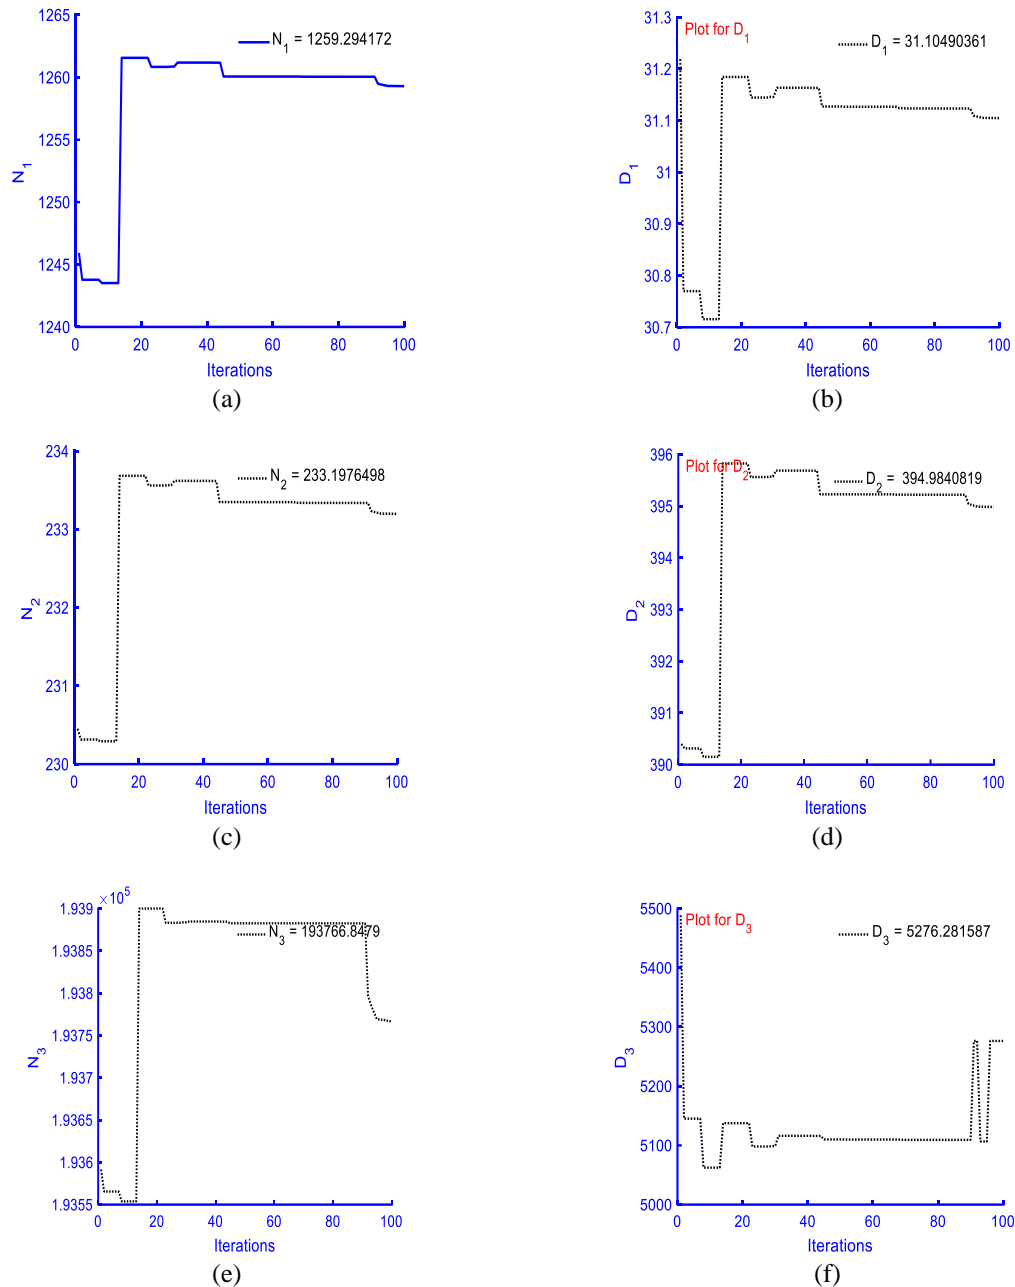 1265
1260
1255
1250
1245
1240
N1
N1 = 1259.294172
0 20 40 60 80 100
Iterations
(a)
31.3
31.2
31.1
31
30.9
30.8
30.7
D1
Plot for D1
D1 = 31.10490361
0 20 40 60 80 100
Iterations
(b)
234
233
232
231
230
N2
N2 = 233.1976498
0 20 40 60 80 100
Iterations
(c)
396
395
394
393
392
391
390
D2
Plot for D2
D2 = 394.9840819
0 20 40 60 80 100
Iterations
(d)
×10^5
1.939
1.9385
1.938
1.9375
1.937
1.9365
1.936
1.9355
N3
N3 = 193766.8479
0 20 40 60 80 100
Iterations
(e)
5500
5400
5300
5200
5100
5000
D3
Plot for D3
D3 = 5276.281587
0 20 40 60 80 100
Iterations
(f)